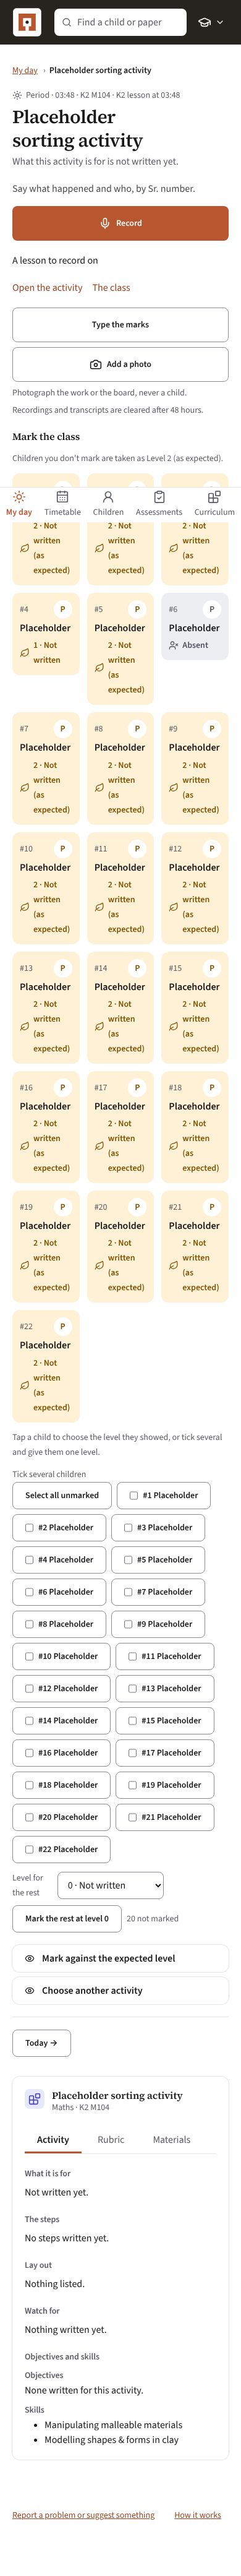 Find a child or paper
My day › Placeholder sorting activity
Period · 03:48 · K2 M104 · K2 lesson at 03:48
Placeholder
sorting activity
What this activity is for is not written yet.
Say what happened and who, by Sr. number.
Record
A lesson to record on
Open the activity The class
Type the marks
Add a photo
Photograph the work or the board, never a child.
Recordings and transcripts are cleared after 48 hours.
Mark the class
Children you don't mark are taken as Level 2 (as expected).
My day Timetable Children Assessments Curriculum
2 · Not written (as expected) 2 · Not written (as expected) 2 · Not written (as expected)
#4 P #5 P #6 P
Placeholder Placeholder Placeholder
1 · Not written 2 · Not written (as expected) Absent
#7 P #8 P #9 P
Placeholder Placeholder Placeholder
2 · Not written (as expected) 2 · Not written (as expected) 2 · Not written (as expected)
#10 P #11 P #12 P
Placeholder Placeholder Placeholder
2 · Not written (as expected) 2 · Not written (as expected) 2 · Not written (as expected)
#13 P #14 P #15 P
Placeholder Placeholder Placeholder
2 · Not written (as expected) 2 · Not written (as expected) 2 · Not written (as expected)
#16 P #17 P #18 P
Placeholder Placeholder Placeholder
2 · Not written (as expected) 2 · Not written (as expected) 2 · Not written (as expected)
#19 P #20 P #21 P
Placeholder Placeholder Placeholder
2 · Not written (as expected) 2 · Not written (as expected) 2 · Not written (as expected)
#22 P
Placeholder
2 · Not written (as expected)
Tap a child to choose the level they showed, or tick several
and give them one level.
Tick several children
Select all unmarked #1 Placeholder
#2 Placeholder #3 Placeholder
#4 Placeholder #5 Placeholder
#6 Placeholder #7 Placeholder
#8 Placeholder #9 Placeholder
#10 Placeholder #11 Placeholder
#12 Placeholder #13 Placeholder
#14 Placeholder #15 Placeholder
#16 Placeholder #17 Placeholder
#18 Placeholder #19 Placeholder
#20 Placeholder #21 Placeholder
#22 Placeholder
Level for the rest 0 · Not written
Mark the rest at level 0 20 not marked
Mark against the expected level
Choose another activity
Today →
Placeholder sorting activity
Maths · K2 M104
Activity Rubric Materials
What it is for
Not written yet.
The steps
No steps written yet.
Lay out
Nothing listed.
Watch for
Nothing written yet.
Objectives and skills
Objectives
None written for this activity.
Skills
• Manipulating malleable materials
• Modelling shapes & forms in clay
Report a problem or suggest something How it works